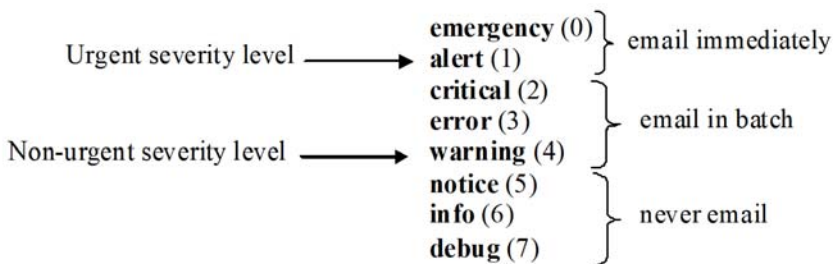 emergency (0)
email immediately
Urgent severity level
alert (1)
critical (2)
error (3)
email in batch
Non-urgent severity level
warning (4)
notice (5)
info (6)
never email
debug (7)